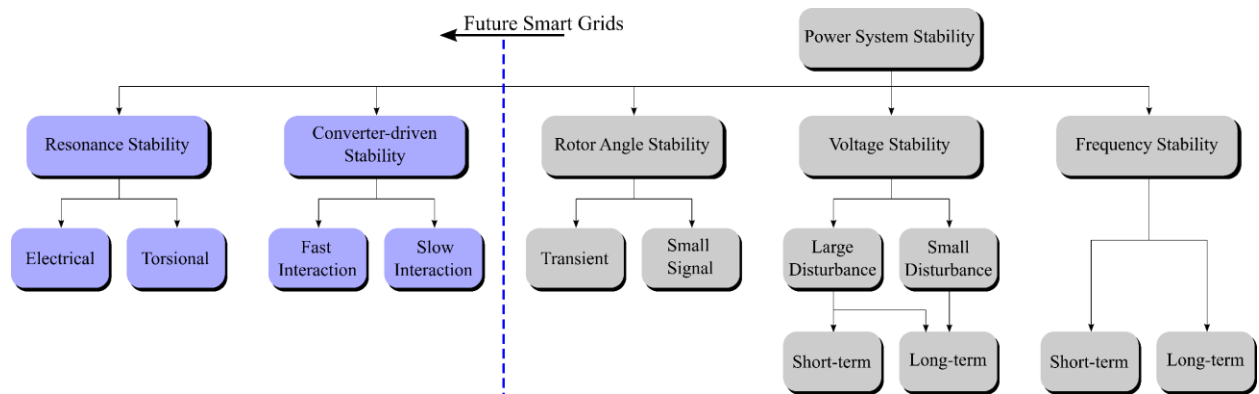 Future Smart Grids
Power System Stability
Resonance Stability
Converter-driven
Stability
Rotor Angle Stability
Voltage Stability
Frequency Stability
Electrical
Torsional
Fast
Interaction
Slow
Interaction
Transient
Small
Signal
Large
Disturbance
Small
Disturbance
Short-term
Long-term
Short-term
Long-term